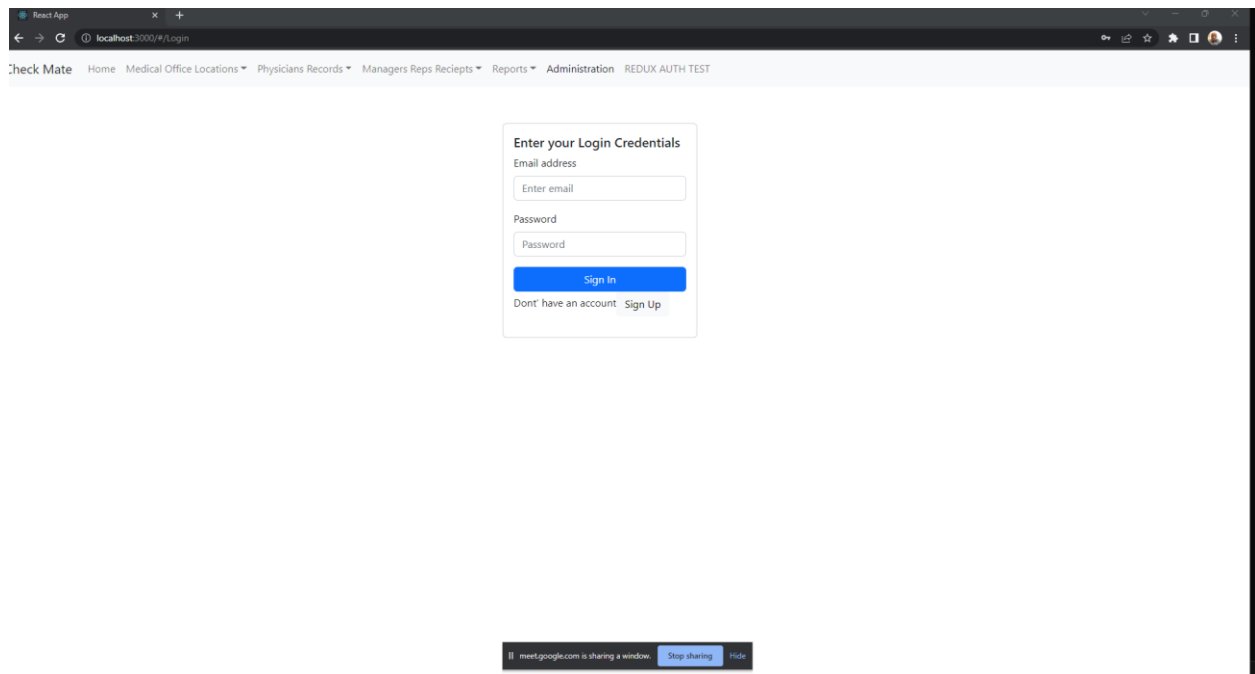 React App
localhost:3000/#/Login
Check Mate Home Medical Office Locations Physicians Records Managers Reps Reciepts Reports Administration REDUX AUTH TEST
Enter your Login Credentials
Email address
Enter email
Password
Password
Sign In
Dont' have an account Sign Up
meet.google.com is sharing a window. Stop sharing Hide